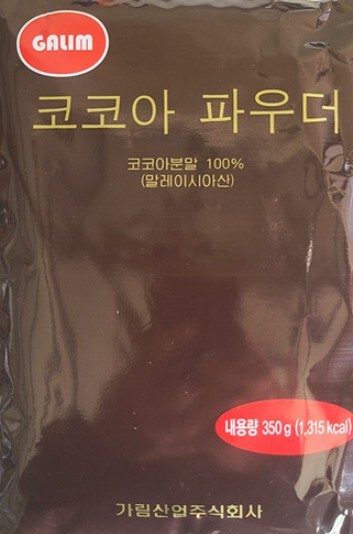 GALIM
코코아 파우더
코코아분말 100%
(말레이시아산)
내용량 350g (1,315 kcal)
가림산업주식회사